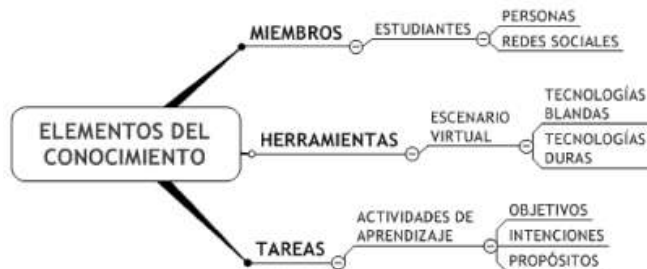 ELEMENTOS DEL
CONOCIMIENTO
MIEMBROS
ESTUDIANTES
PERSONAS
REDES SOCIALES
HERRAMIENTAS
ESCENARIO
VIRTUAL
TECNOLOGÍAS
BLANDAS
TECNOLOGÍAS
DURAS
TAREAS
ACTIVIDADES DE
APRENDIZAJE
OBJETIVOS
INTENCIONES
PROPÓSITOS